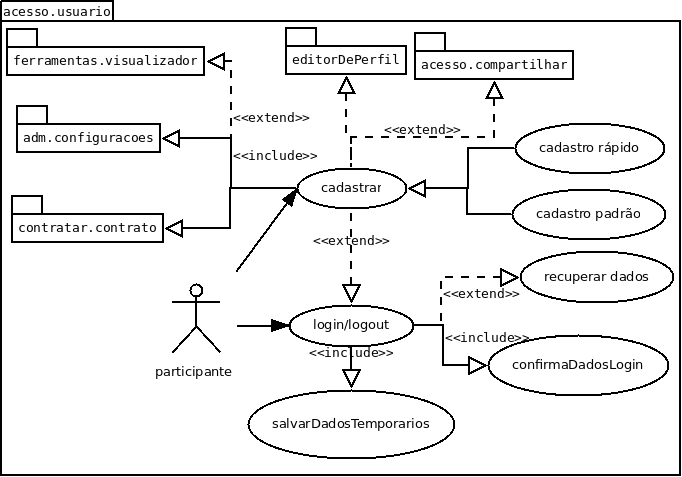 acesso.usuario
ferramentas.visualizador
editorDePerfil
acesso.compartilhar
<<extend>>
<<extend>>
adm.configuracoes
<<include>>
cadastro rápido
cadastrar
cadastro padrão
contratar.contrato
<<extend>>
recuperar dados
<<extend>>
login/logout
<<include>>
<<include>>
confirmaDadosLogin
participante
salvarDadosTemporarios